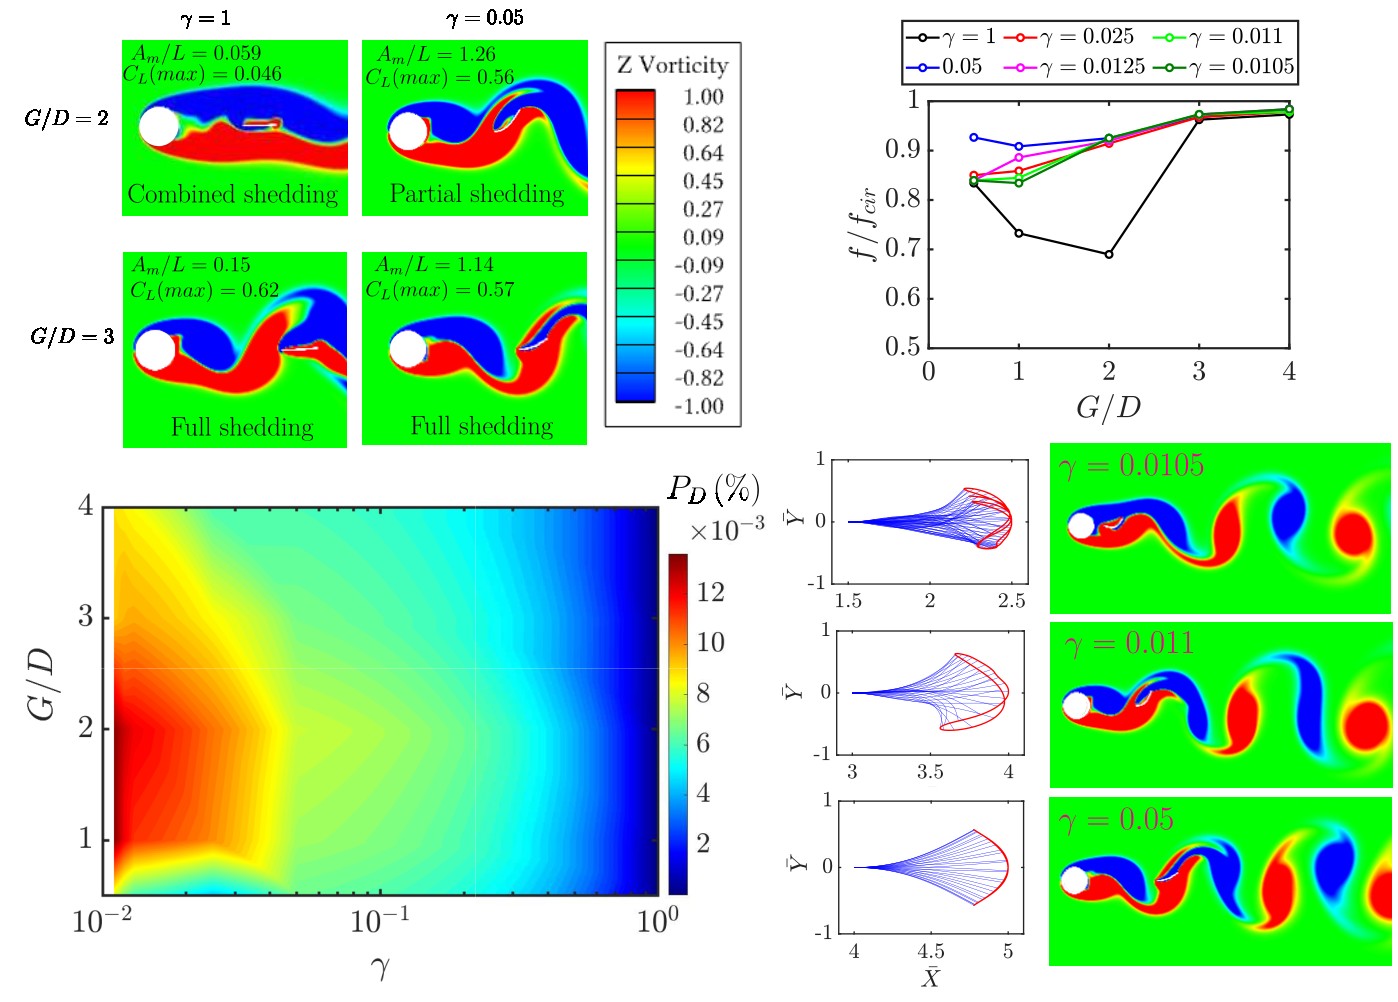 γ = 1
γ = 0.05
G/D = 2
A_m/L = 0.059
C_L(max) = 0.046
Combined shedding
A_m/L = 1.26
C_L(max) = 0.56
Partial shedding
G/D = 3
A_m/L = 0.15
C_L(max) = 0.62
Full shedding
A_m/L = 1.14
C_L(max) = 0.57
Full shedding
Z Vorticity
1.00
0.82
0.64
0.45
0.27
0.09
-0.09
-0.27
-0.45
-0.64
-0.82
-1.00
γ = 1 γ = 0.025 γ = 0.011
0.05 γ = 0.0125 γ = 0.0105
1
0.9
0.8
0.7
0.6
0.5
f/f_cir
0 1 2 3 4
G/D
P_D (%)
×10⁻³
12
10
8
6
4
2
4
3
2
1
G/D
10⁻² 10⁻¹ 10⁰
γ
1
0
-1
Ȳ
1.5 2 2.5
γ = 0.0105
1
0
-1
Ȳ
3 3.5 4
γ = 0.011
1
0
-1
Ȳ
4 4.5 5
X̄
γ = 0.05